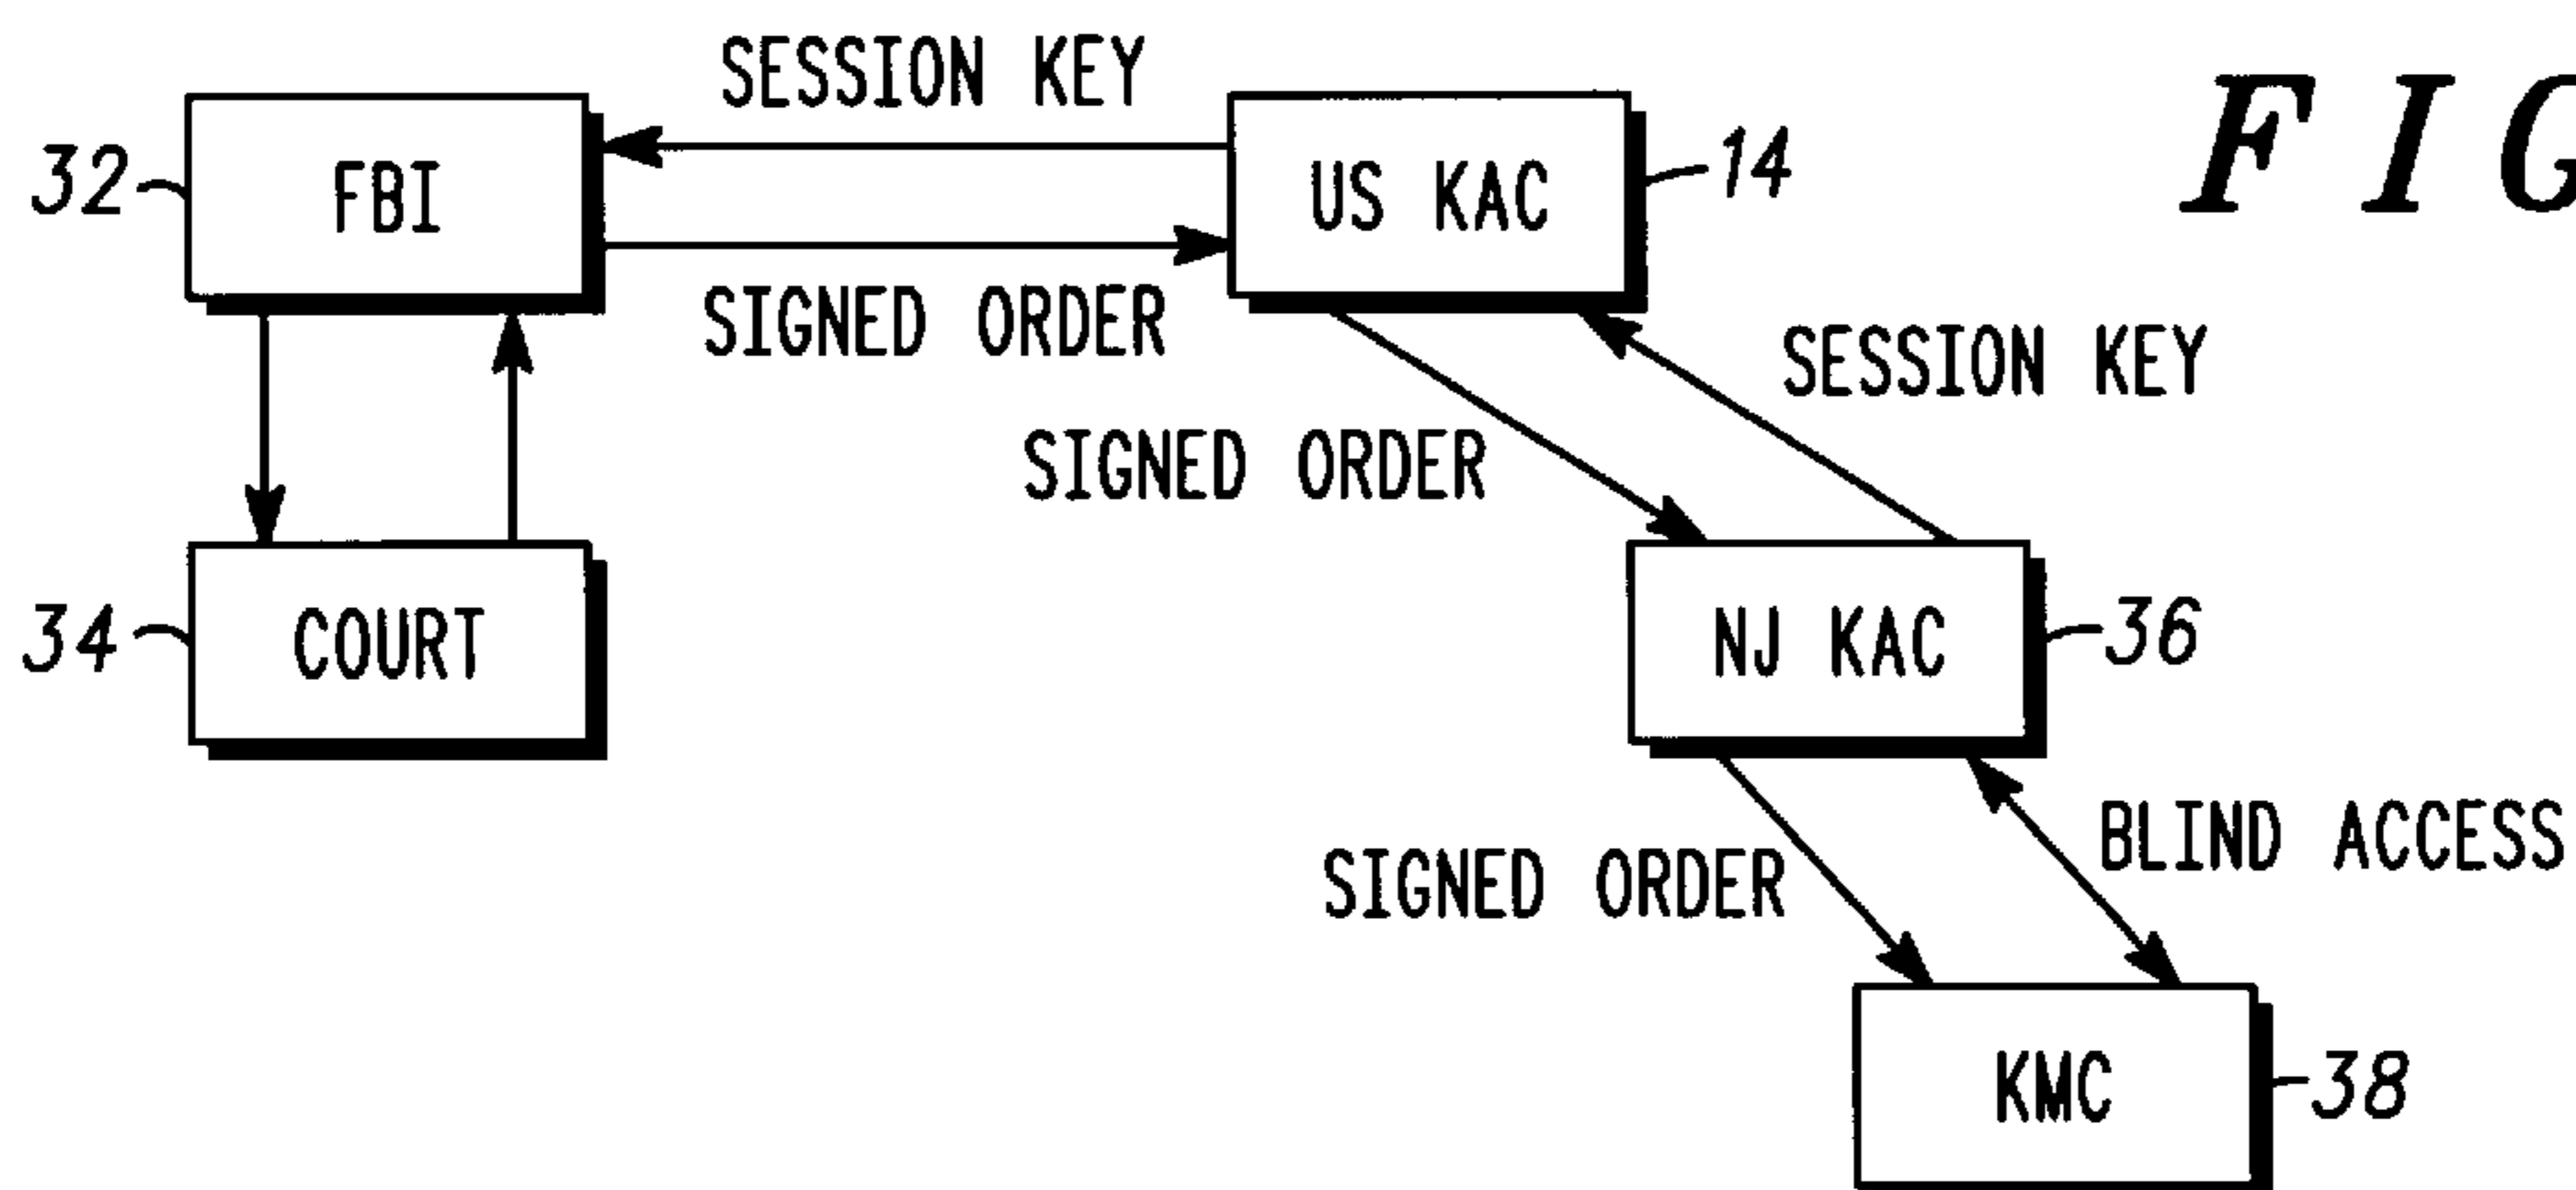 SESSION KEY
FIG
32
FBI
US KAC
14
SIGNED ORDER
SESSION KEY
SIGNED ORDER
34
COURT
NJ KAC
36
BLIND ACCESS
SIGNED ORDER
KMC
38